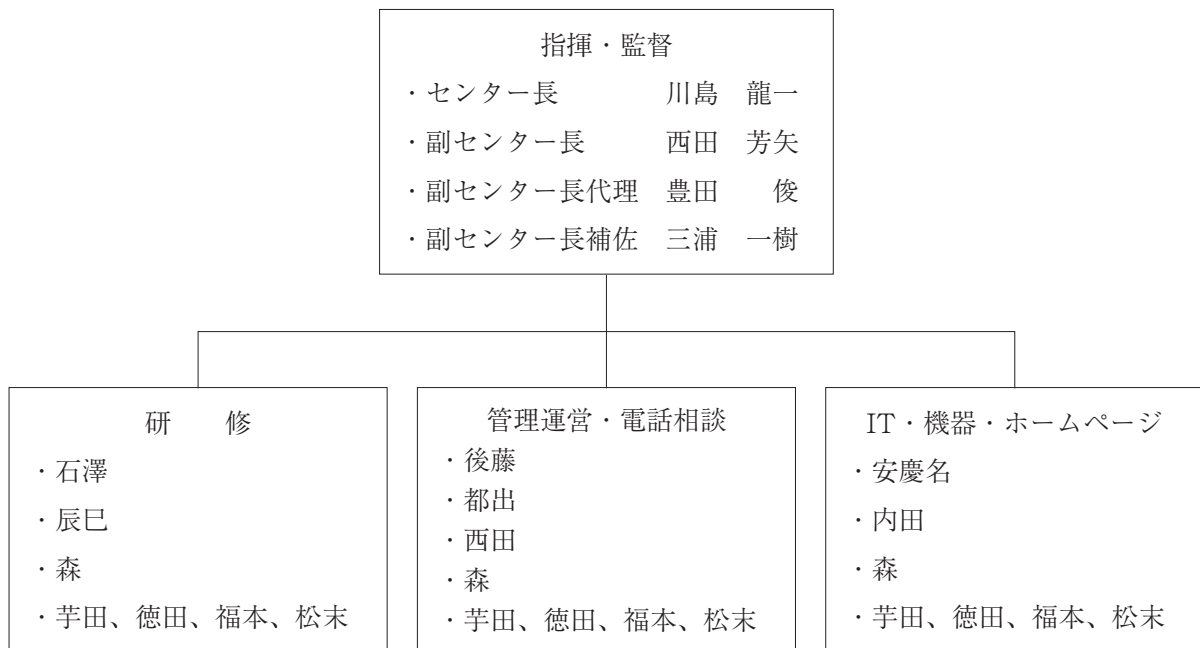 指揮・監督
・センター長　川島　龍一
・副センター長　西田　芳矢
・副センター長代理　豊田　俊
・副センター長補佐　三浦　一樹
研　修
・石澤
・辰巳
・森
・芋田、徳田、福本、松末
管理運営・電話相談
・後藤
・都出
・西田
・森
・芋田、徳田、福本、松末
IT・機器・ホームページ
・安慶名
・内田
・森
・芋田、徳田、福本、松末